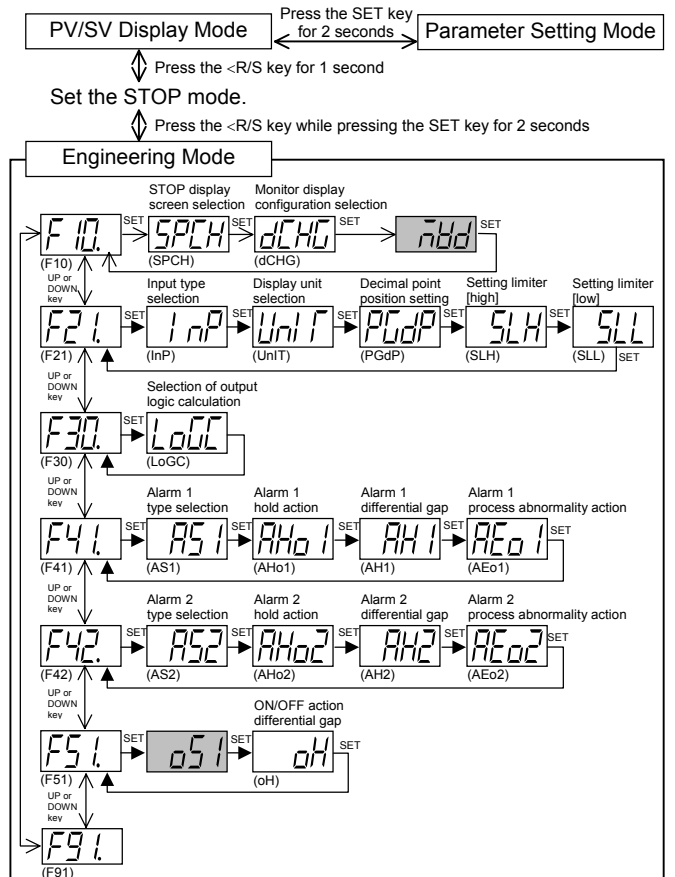 PV/SV Display Mode
Press the SET key
for 2 seconds
Parameter Setting Mode
Press the <R/S key for 1 second
Set the STOP mode.
Press the <R/S key while pressing the SET key for 2 seconds
Engineering Mode
STOP display
screen selection
Monitor display
configuration selection
F10. SET SPCH SET dCHG SET SET
(F10) (SPCH) (dCHG)
UP or
DOWN
key
Input type
selection
Display unit
selection
Decimal point
position setting
Setting limiter
[high]
Setting limiter
[low]
F21. SET InP SET UnIT SET PGdP SET SLH SET SLL
(F21) (InP) (UnIT) (PGdP) (SLH) (SLL) SET
UP or
DOWN
key
Selection of output
logic calculation
F30. SET LoGC
(F30) (LoGC)
UP or
DOWN
key
Alarm 1
type selection
Alarm 1
hold action
Alarm 1
differential gap
Alarm 1
process abnormality action
F41. SET AS1 SET AHo1 SET AH1 SET AEo1 SET
(F41) (AS1) (AHo1) (AH1) (AEo1)
UP or
DOWN
key
Alarm 2
type selection
Alarm 2
hold action
Alarm 2
differential gap
Alarm 2
process abnormality action
F42. SET AS2 SET AHo2 SET AH2 SET AEo2 SET
(F42) (AS2) (AHo2) (AH2) (AEo2)
UP or
DOWN
key
ON/OFF action
differential gap
F51. SET oS1 SET oH SET
(F51) (oH)
UP or
DOWN
key
F91.
(F91)